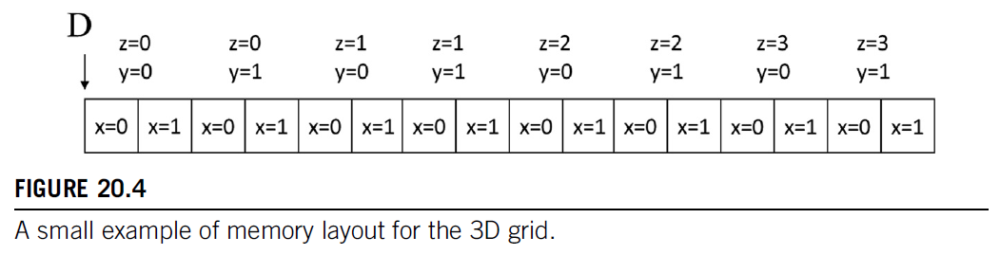 D
z=0 z=0 z=1 z=1 z=2 z=2 z=3 z=3
y=0 y=1 y=0 y=1 y=0 y=1 y=0 y=1
x=0 x=1 x=0 x=1 x=0 x=1 x=0 x=1 x=0 x=1 x=0 x=1 x=0 x=1 x=0 x=1
FIGURE 20.4
A small example of memory layout for the 3D grid.